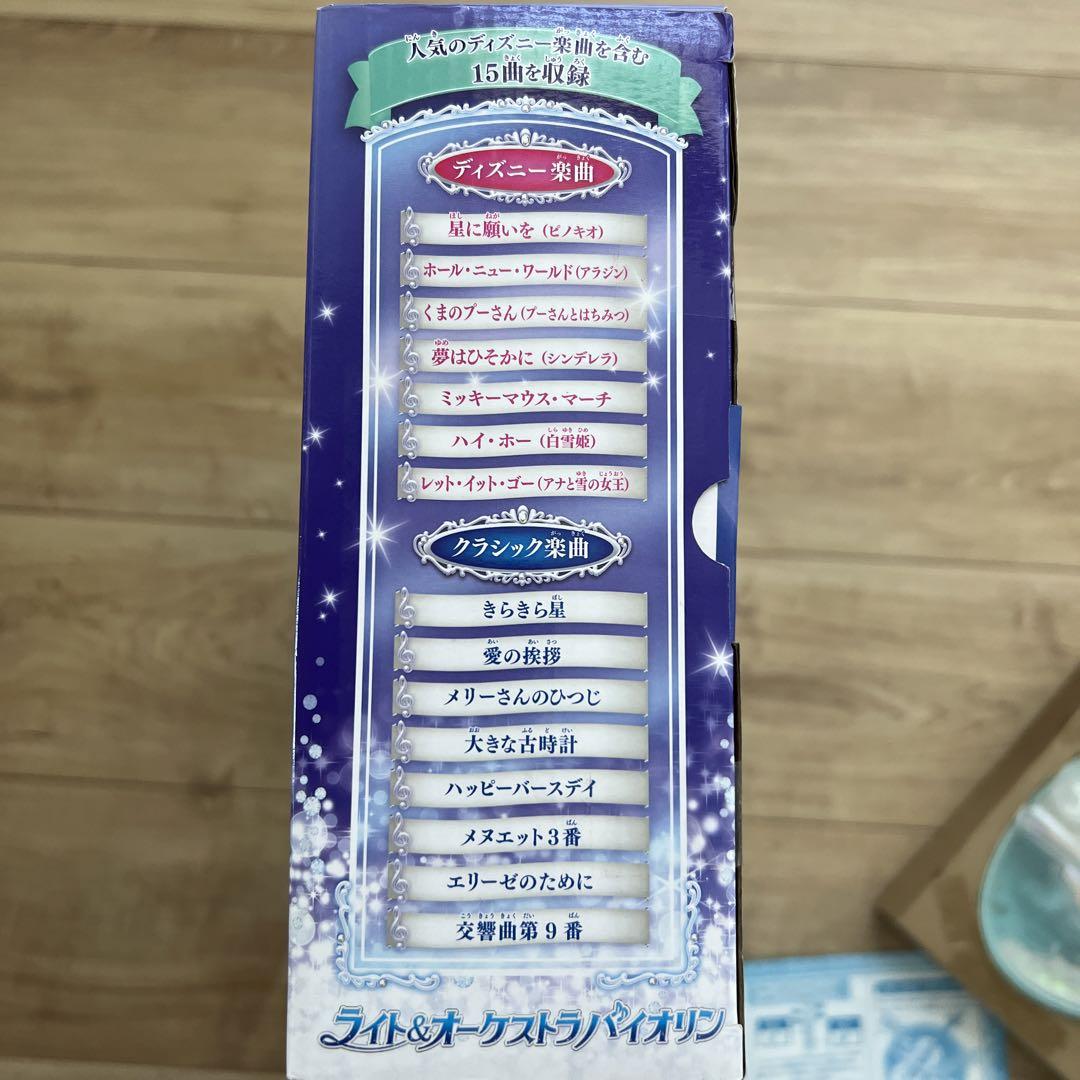 人気のディズニー楽曲を含む
15曲を収録
ディズニー楽曲
星に願いを（ピノキオ）
ホール・ニュー・ワールド（アラジン）
くまのプーさん（プーさんとはちみつ）
夢はひそかに（シンデレラ）
ミッキーマウス・マーチ
ハイ・ホー（白雪姫）
レット・イット・ゴー（アナと雪の女王）
クラシック楽曲
きらきら星
愛の挨拶
メリーさんのひつじ
大きな古時計
ハッピーバースデイ
メヌエット3番
エリーゼのために
交響曲第9番
ライト&オーケストラバイオリン